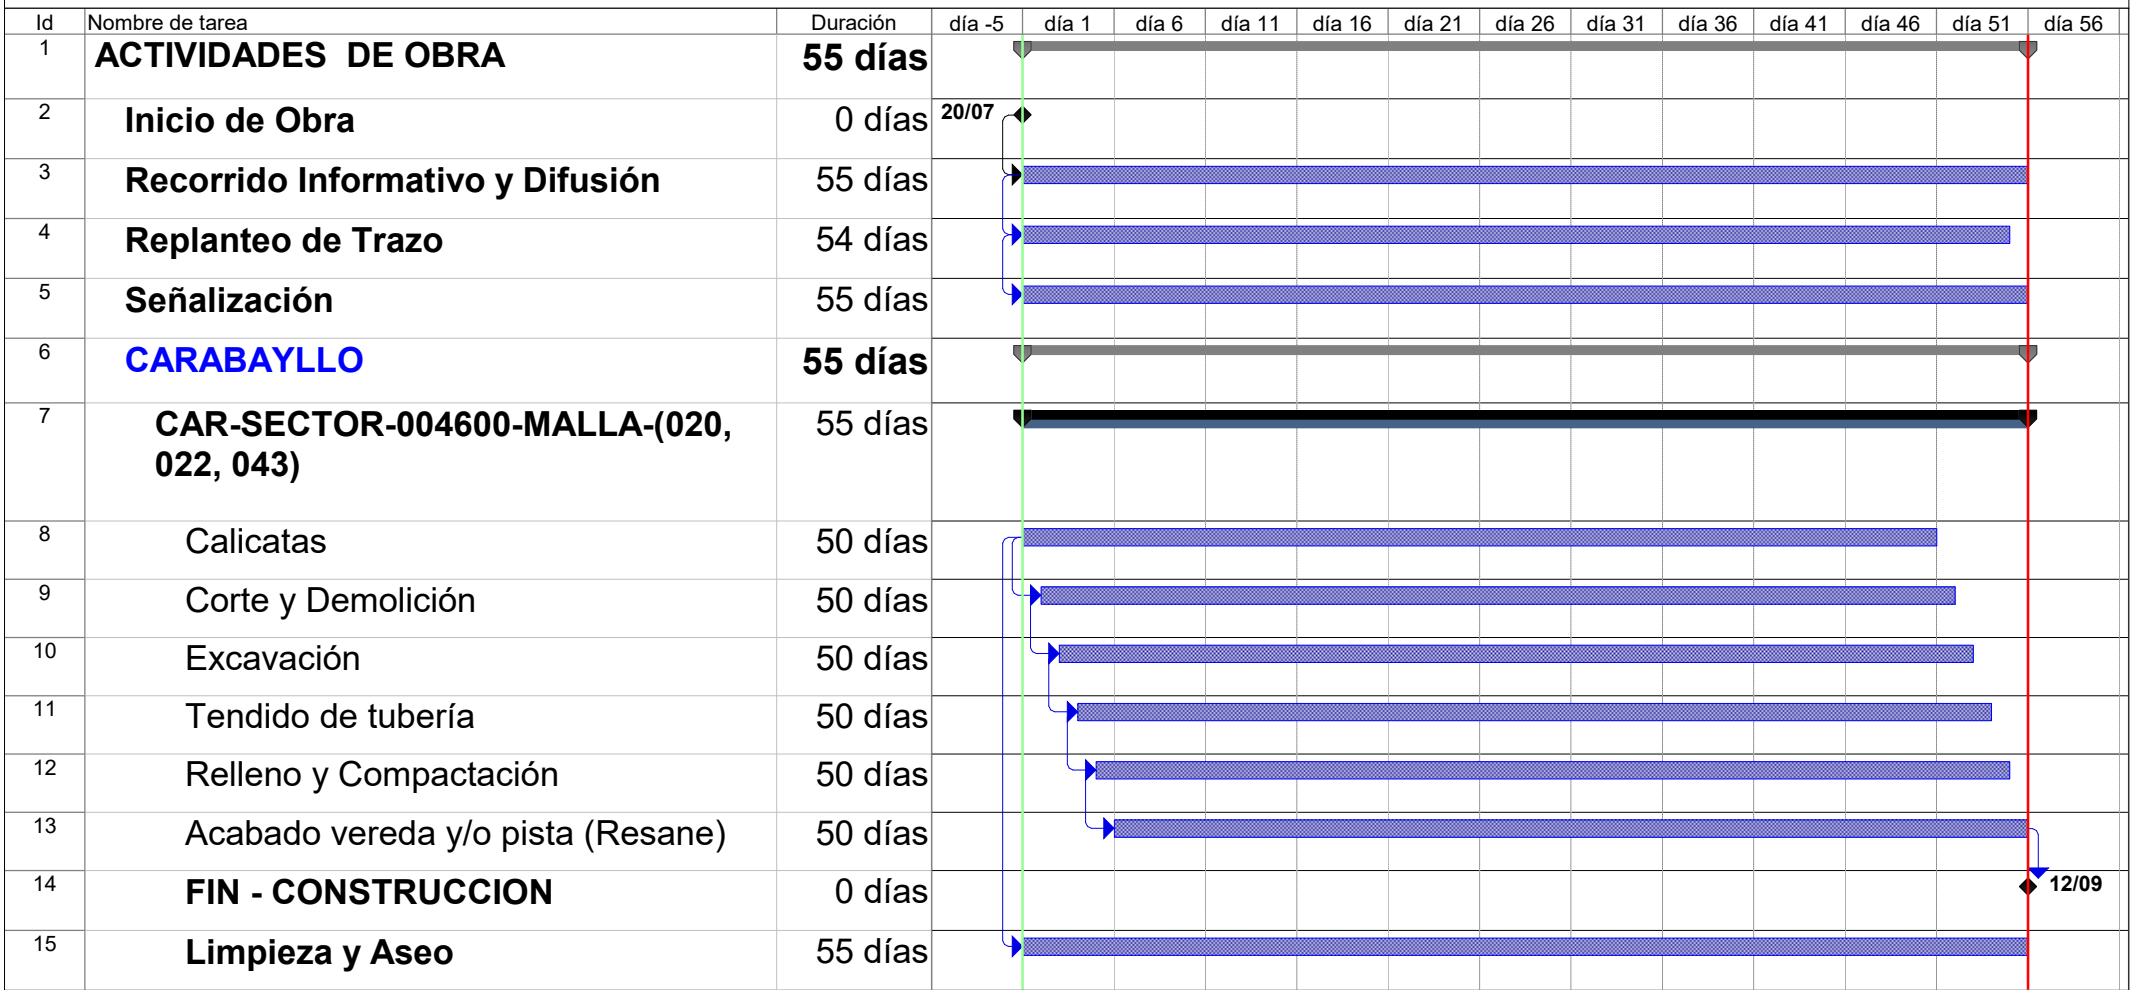 Id Nombre de tarea Duración día -5 día 1 día 6 día 11 día 16 día 21 día 26 día 31 día 36 día 41 día 46 día 51 día 56
1 ACTIVIDADES DE OBRA 55 días
2 Inicio de Obra 0 días 20/07
3 Recorrido Informativo y Difusión 55 días
4 Replanteo de Trazo 54 días
5 Señalización 55 días
6 CARABAYLLO 55 días
7 CAR-SECTOR-004600-MALLA-(020, 55 días
022, 043)
8 Calicatas 50 días
9 Corte y Demolición 50 días
10 Excavación 50 días
11 Tendido de tubería 50 días
12 Relleno y Compactación 50 días
13 Acabado vereda y/o pista (Resane) 50 días
14 FIN - CONSTRUCCION 0 días 12/09
15 Limpieza y Aseo 55 días